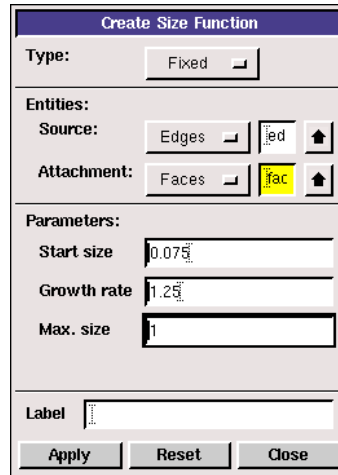 Create Size Function
Type: Fixed
Entities:
Source: Edges ed
Attachment: Faces fac
Parameters:
Start size 0.075
Growth rate 1.25
Max. size 1
Label
Apply Reset Close